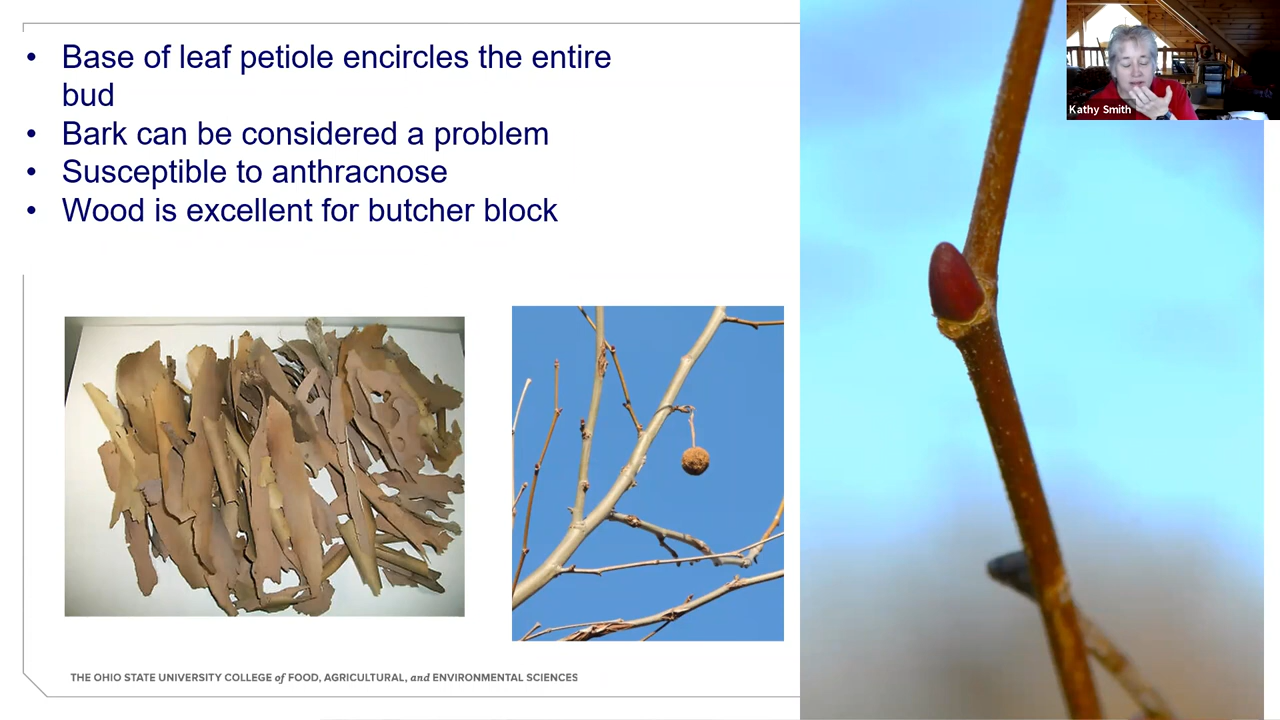 • Base of leaf petiole encircles the entire
bud
• Bark can be considered a problem
• Susceptible to anthracnose
• Wood is excellent for butcher block
Kathy Smith
THE OHIO STATE UNIVERSITY COLLEGE of FOOD, AGRICULTURAL, and ENVIRONMENTAL SCIENCES